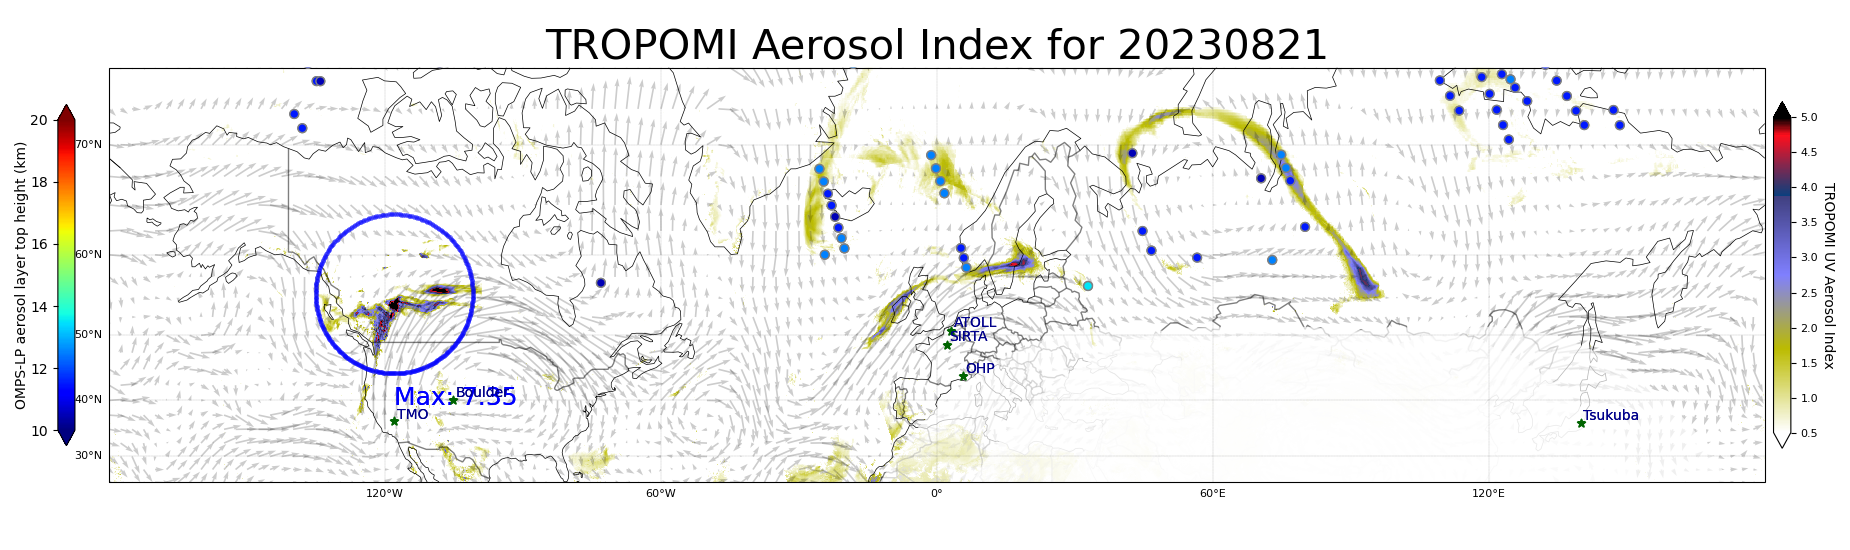 TROPOMI Aerosol Index for 20230821
20
18
16
14
12
10
OMPS-LP aerosol layer top height (km)
70°N
60°N
50°N
40°N
30°N
120°W
60°W
0°
60°E
120°E
ATOLL
SIRTA
OHP
Max: 7.35
Boulder
TMO
Tsukuba
5.0
4.5
4.0
3.5
3.0
2.5
2.0
1.5
1.0
0.5
TROPOMI UV Aerosol Index